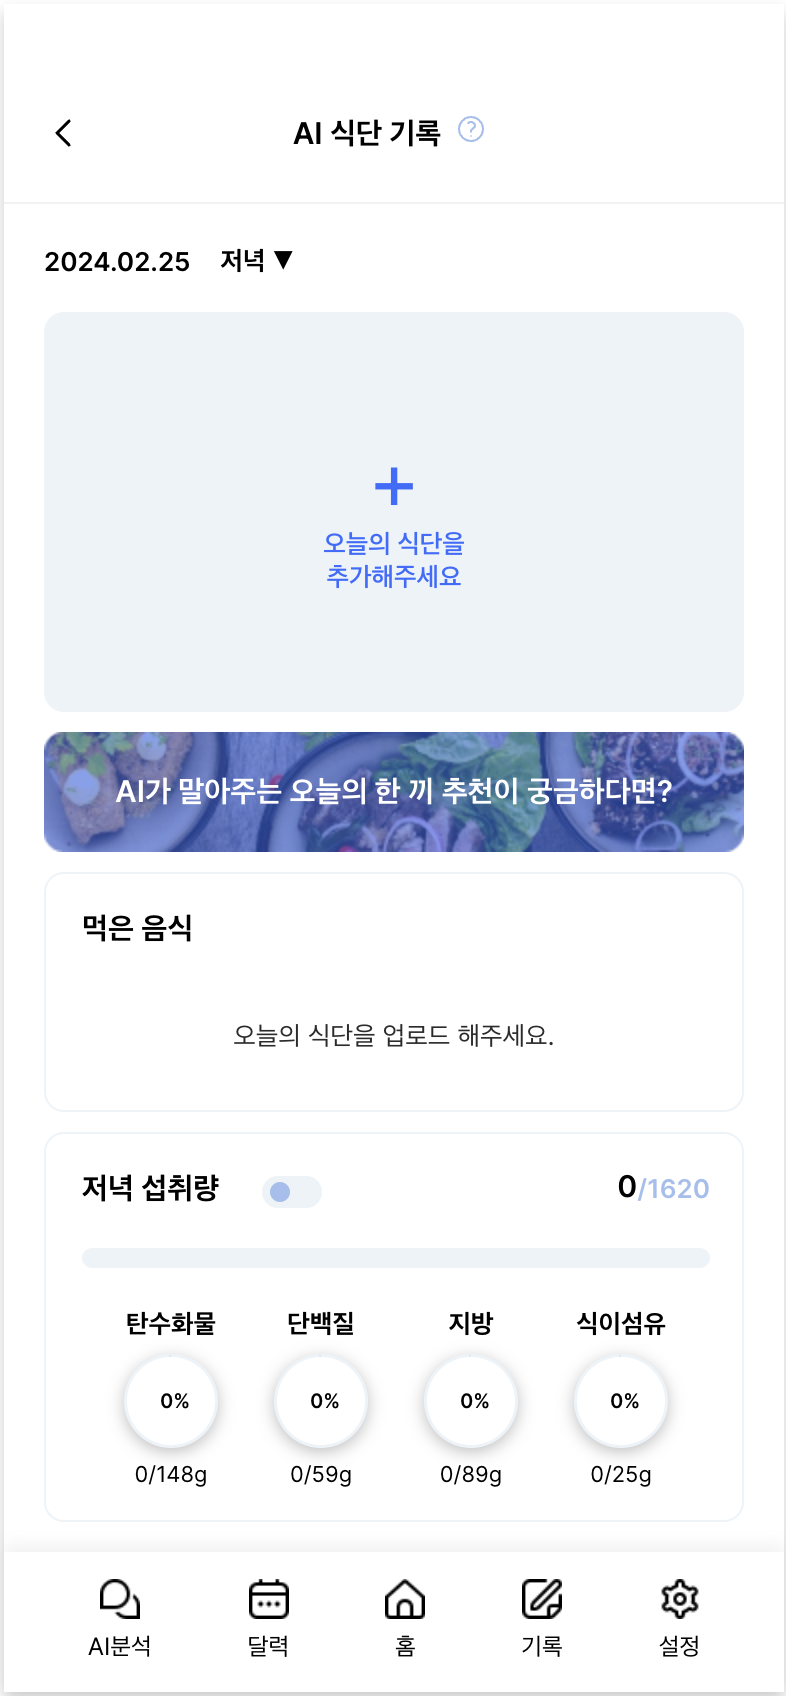 AI 식단 기록 ?
2024.02.25 저녁 ▼
+
오늘의 식단을
추가해주세요
AI가 말아주는 오늘의 한 끼 추천이 궁금하다면?
먹은 음식
오늘의 식단을 업로드 해주세요.
저녁 섭취량 0/1620
탄수화물 단백질 지방 식이섬유
0% 0% 0% 0%
0/148g 0/59g 0/89g 0/25g
AI분석 달력 홈 기록 설정